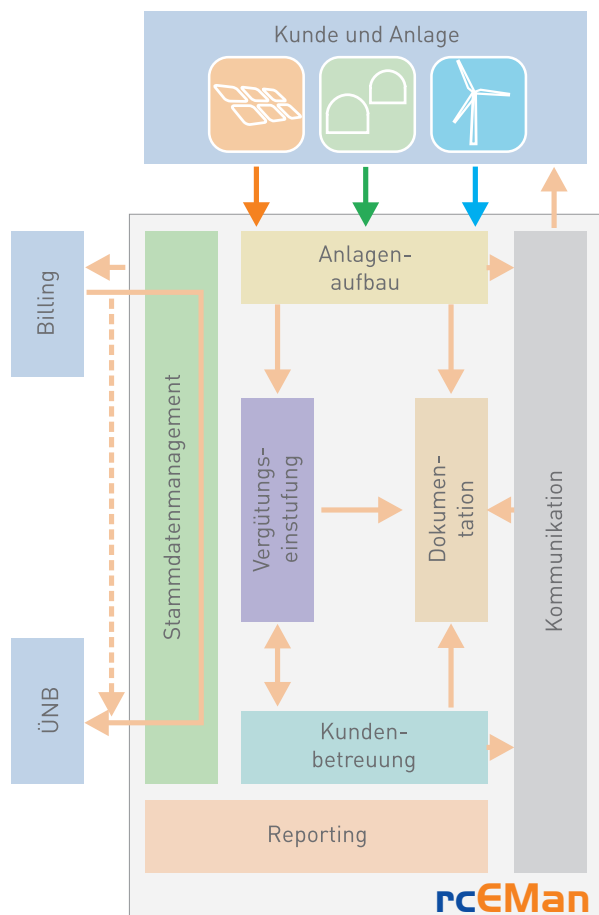 Kunde und Anlage
Anlagen-
aufbau
Billing
Stammdatenmanagement
Vergütungs-
einstufung
Dokumen-
tation
Kommunikation
ÜNB
Kunden-
betreuung
Reporting
rcEMan